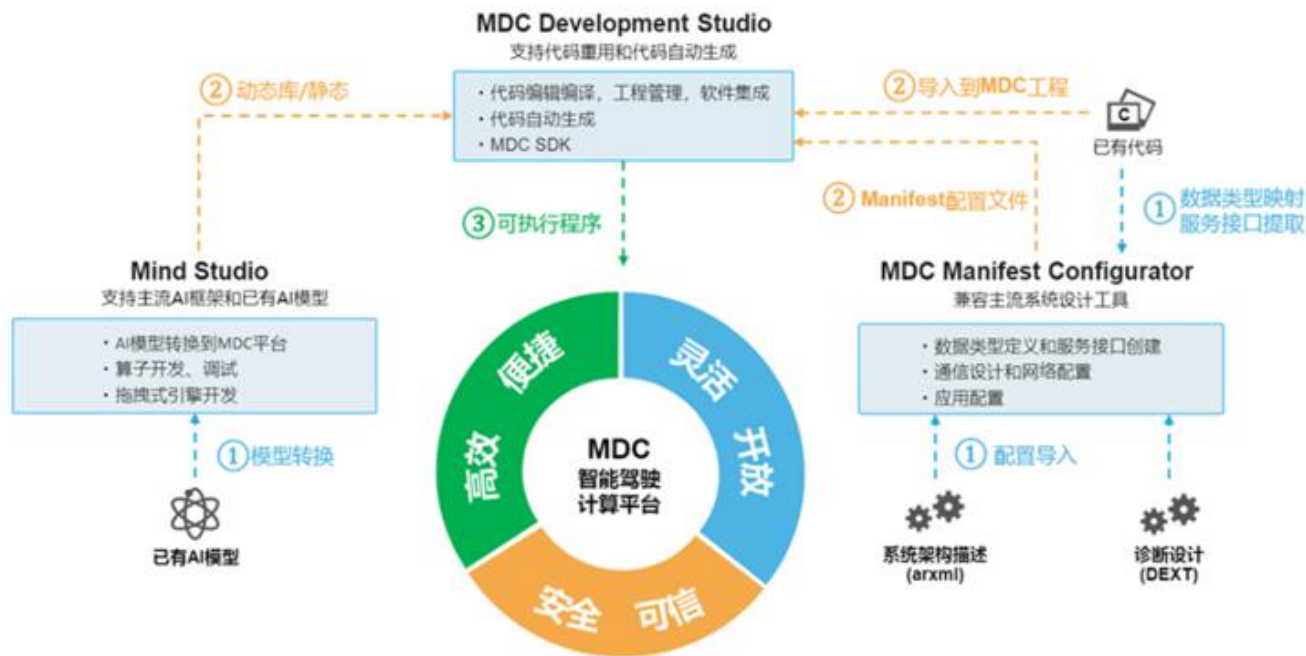 MDC Development Studio
支持代码重用和代码自动生成
• 代码编辑编译，工程管理，软件集成
• 代码自动生成
• MDC SDK
② 动态库/静态
② 导入到MDC工程
C
已有代码
② Manifest配置文件
① 数据类型映射
服务接口提取
③ 可执行程序
Mind Studio
支持主流AI框架和已有AI模型
• AI模型转换到MDC平台
• 算子开发、调试
• 拖拽式引擎开发
① 模型转换
已有AI模型
MDC Manifest Configurator
兼容主流系统设计工具
• 数据类型定义和服务接口创建
• 通信设计和网络配置
• 应用配置
① 配置导入
系统架构描述
(arxml)
诊断设计
(DEXT)
便捷
灵活
高效
开放
MDC
智能驾驶
计算平台
安全
可信